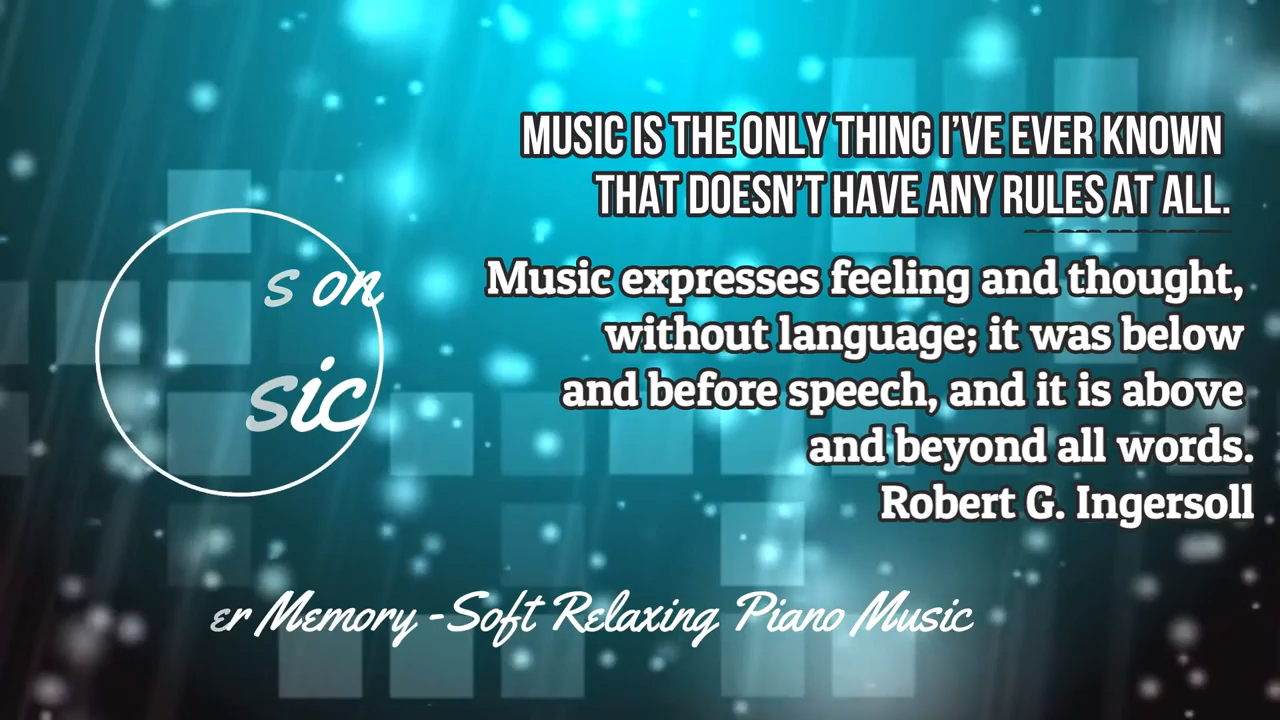 MUSIC IS THE ONLY THING I'VE EVER KNOWN
THAT DOESN'T HAVE ANY RULES AT ALL.
Music expresses feeling and thought,
without language; it was below
and before speech, and it is above
and beyond all words.
Robert G. Ingersoll
s on
sic
er Memory -Soft Relaxing Piano Music